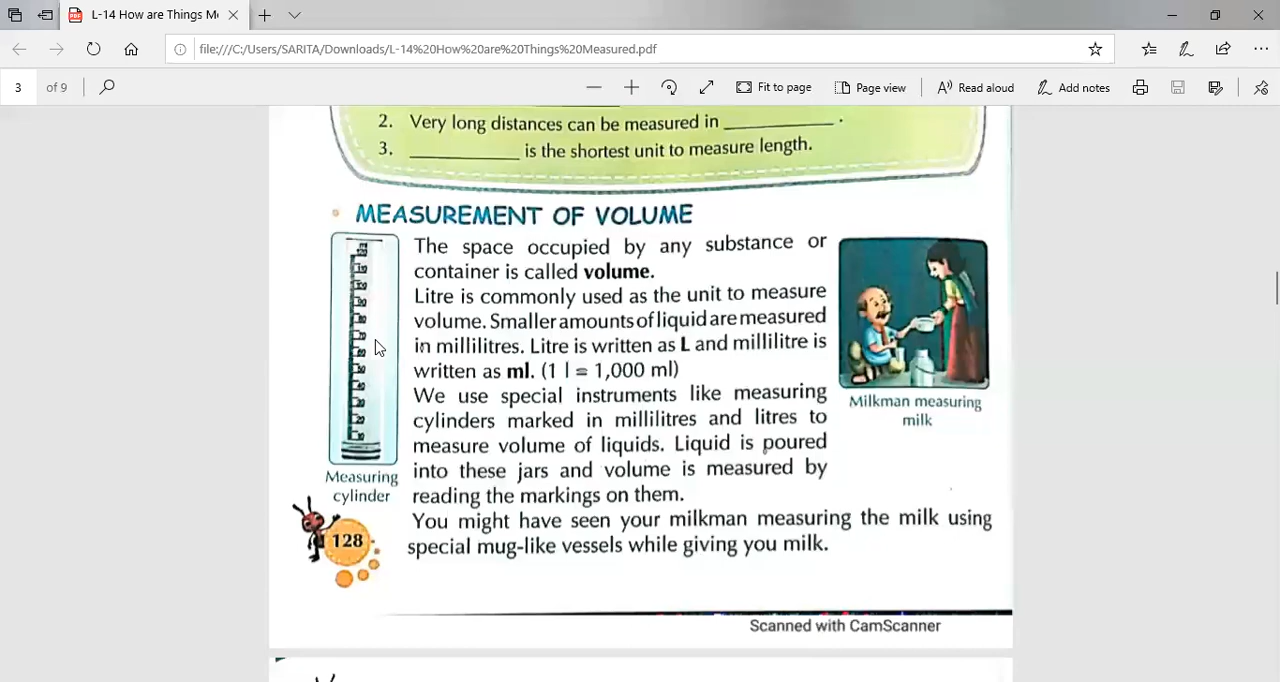 L-14 How are Things M
file:///C:/Users/SARITA/Downloads/L-14%20How%20are%20Things%20Measured.pdf
3 of 9
Fit to page
Page view
Read aloud
Add notes
2. Very long distances can be measured in __________ .
3. __________ is the shortest unit to measure length.
MEASUREMENT OF VOLUME
The space occupied by any substance or
container is called volume.
Litre is commonly used as the unit to measure
volume. Smaller amounts of liquid are measured
in millilitres. Litre is written as L and millilitre is
written as ml. (1 l = 1,000 ml)
We use special instruments like measuring
cylinders marked in millilitres and litres to
measure volume of liquids. Liquid is poured
into these jars and volume is measured by
reading the markings on them.
You might have seen your milkman measuring the milk using
special mug-like vessels while giving you milk.
Measuring
cylinder
Milkman measuring
milk
128
Scanned with CamScanner